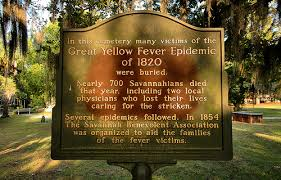 In this cemetery many victims of the
Great Yellow Fever Epidemic
of 1820
were buried.
Nearly 700 Savannahians died
that year, including two local
physicians who lost their lives
caring for the stricken.
Several epidemics followed. In 1854
The Savannah Benevolent Association
was organized to aid the families
of the fever victims.